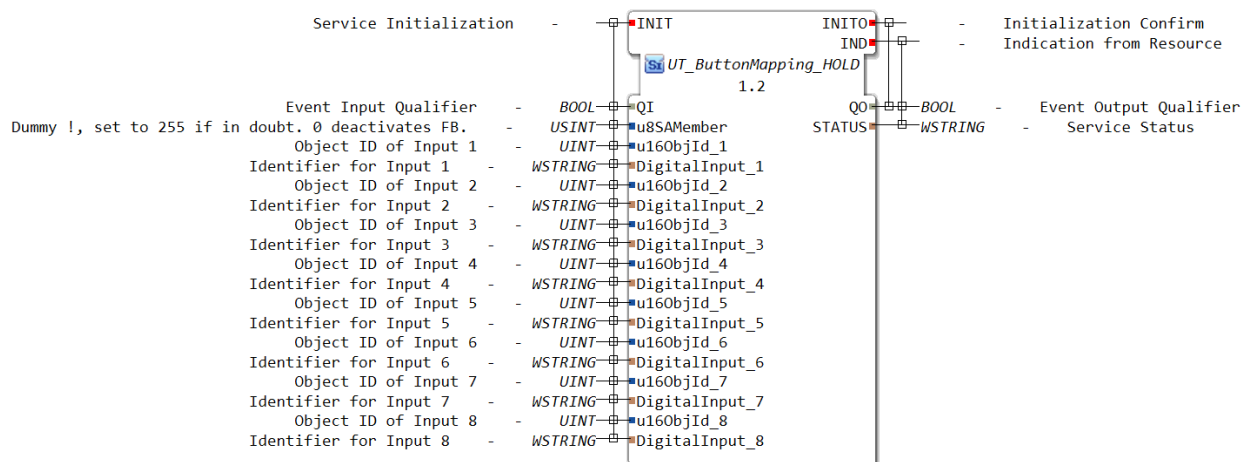 Service Initialization - INIT INITO - Initialization Confirm
IND - Indication from Resource
Si UT_ButtonMapping_HOLD
1.2
Event Input Qualifier - BOOL QI QO BOOL - Event Output Qualifier
Dummy !, set to 255 if in doubt. 0 deactivates FB. - USINT u8SAMember STATUS WSTRING - Service Status
Object ID of Input 1 - UINT u16ObjId_1
Identifier for Input 1 - WSTRING DigitalInput_1
Object ID of Input 2 - UINT u16ObjId_2
Identifier for Input 2 - WSTRING DigitalInput_2
Object ID of Input 3 - UINT u16ObjId_3
Identifier for Input 3 - WSTRING DigitalInput_3
Object ID of Input 4 - UINT u16ObjId_4
Identifier for Input 4 - WSTRING DigitalInput_4
Object ID of Input 5 - UINT u16ObjId_5
Identifier for Input 5 - WSTRING DigitalInput_5
Object ID of Input 6 - UINT u16ObjId_6
Identifier for Input 6 - WSTRING DigitalInput_6
Object ID of Input 7 - UINT u16ObjId_7
Identifier for Input 7 - WSTRING DigitalInput_7
Object ID of Input 8 - UINT u16ObjId_8
Identifier for Input 8 - WSTRING DigitalInput_8